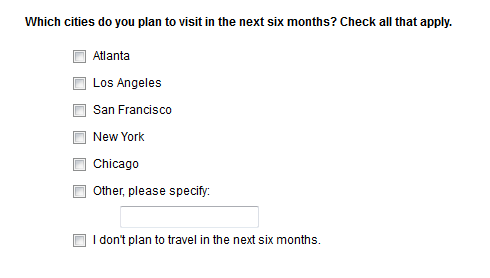 Which cities do you plan to visit in the next six months? Check all that apply.
Atlanta
Los Angeles
San Francisco
New York
Chicago
Other, please specify:
I don't plan to travel in the next six months.